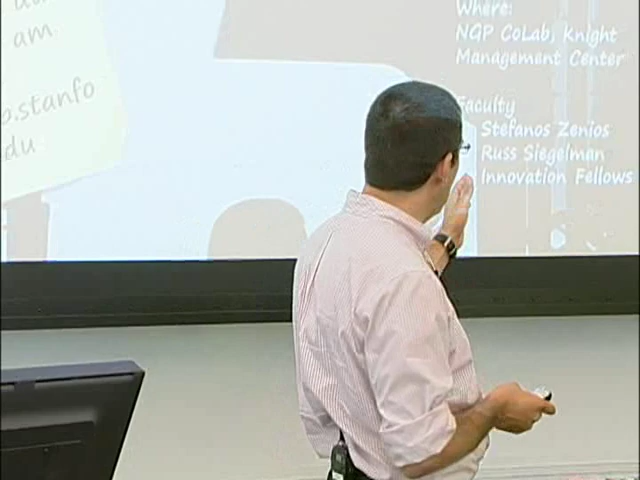 am
o.stanfo
.du
Where:
NGP CoLab, Knight
Management Center
Faculty
Stefanos Zenios
Russ Siegelman
Innovation Fellows